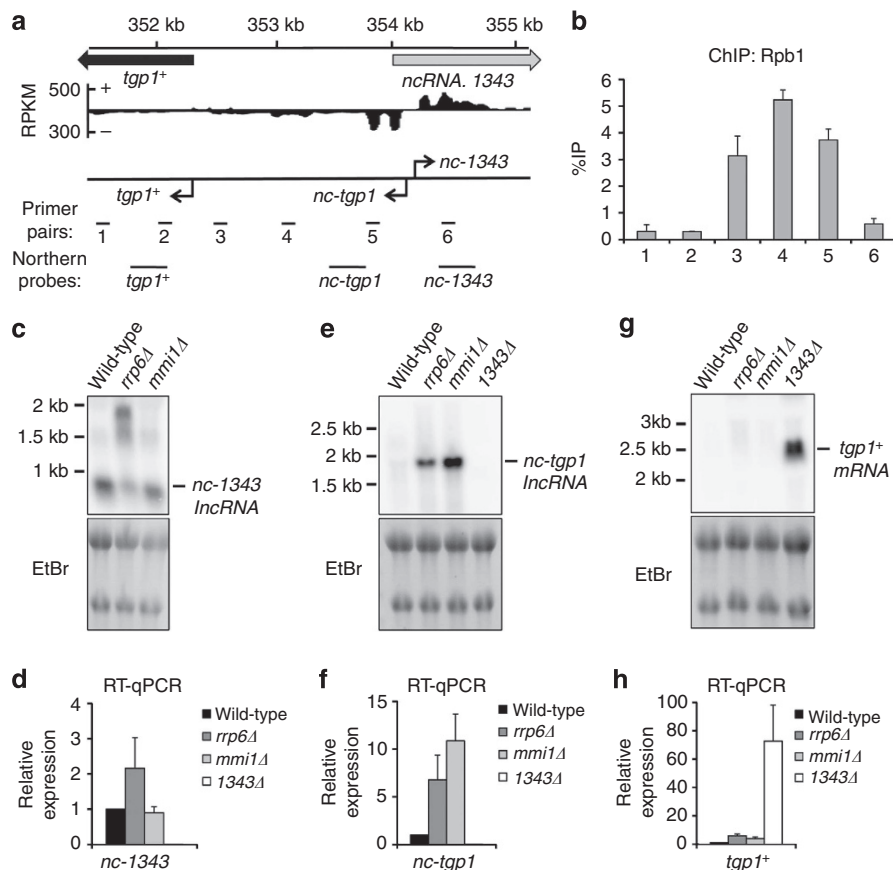 a
352 kb 353 kb 354 kb 355 kb
tgp1+ ncRNA. 1343
RPKM
500 +
300 −
nc-1343
tgp1+ nc-tgp1
Primer pairs:
1 2 3 4 5 6
Northern probes:
tgp1+ nc-tgp1 nc-1343
b
ChIP: Rpb1
%IP
6
5
4
3
2
1
0
1 2 3 4 5 6
c
Wild-type rrp6Δ mmi1Δ
2 kb
1.5 kb
1 kb
nc-1343
lncRNA
EtBr
e
Wild-type rrp6Δ mmi1Δ 1343Δ
2.5 kb
2 kb
1.5 kb
nc-tgp1
lncRNA
EtBr
g
Wild-type rrp6Δ mmi1Δ 1343Δ
3kb
2.5 kb
2 kb
tgp1+
mRNA
EtBr
d
RT-qPCR
Relative
expression
4
3
2
1
0
Wild-type
rrp6Δ
mmi1Δ
1343Δ
nc-1343
f
RT-qPCR
Relative
expression
15
10
5
0
Wild-type
rrp6Δ
mmi1Δ
1343Δ
nc-tgp1
h
RT-qPCR
Relative
expression
100
80
60
40
20
0
Wild-type
rrp6Δ
mmi1Δ
1343Δ
tgp1+